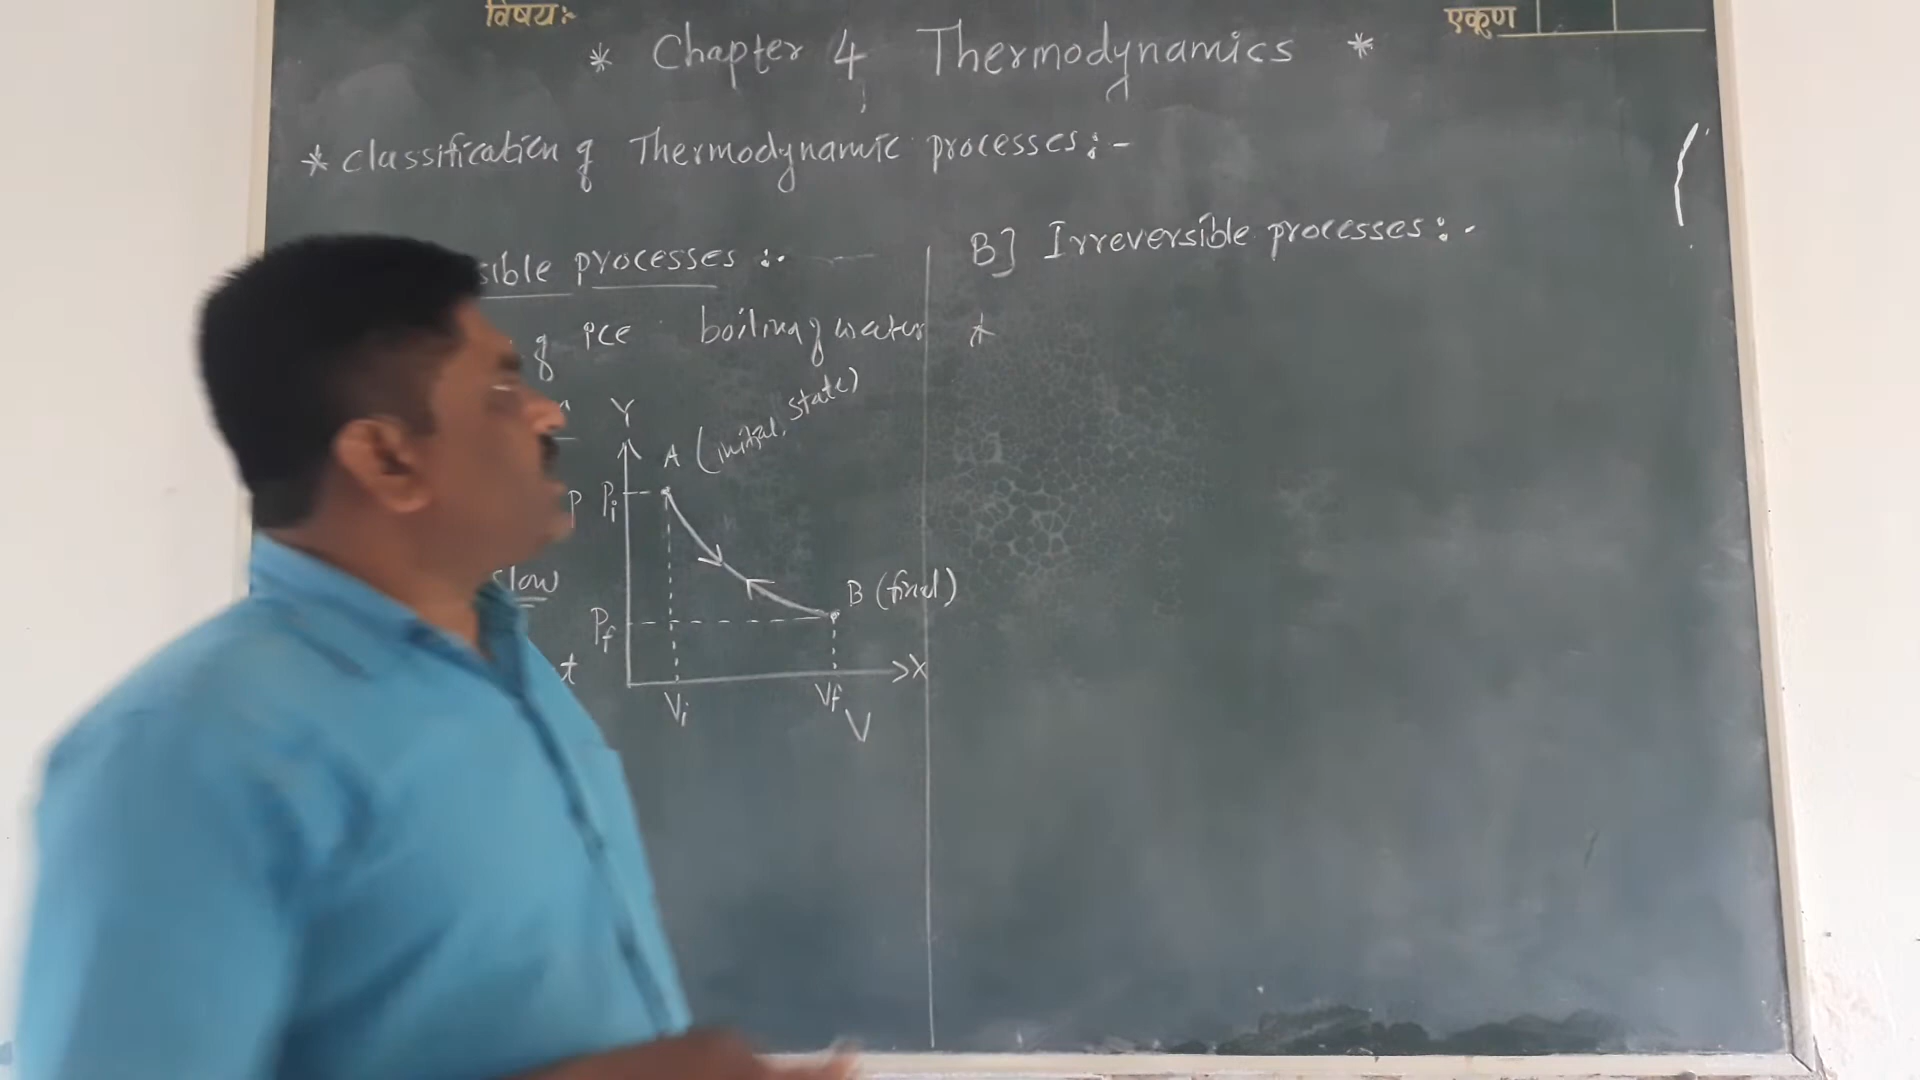 विषयः-
एकूण
* Chapter 4 Thermodynamics *
* classification of Thermodynamic processes :-
sible processes :-
of ice boiling of water
Y
A (initial state)
P Pi
slow
B (final)
Pf
t
X
Vi Vf
V
B] Irreversible processes :-
*